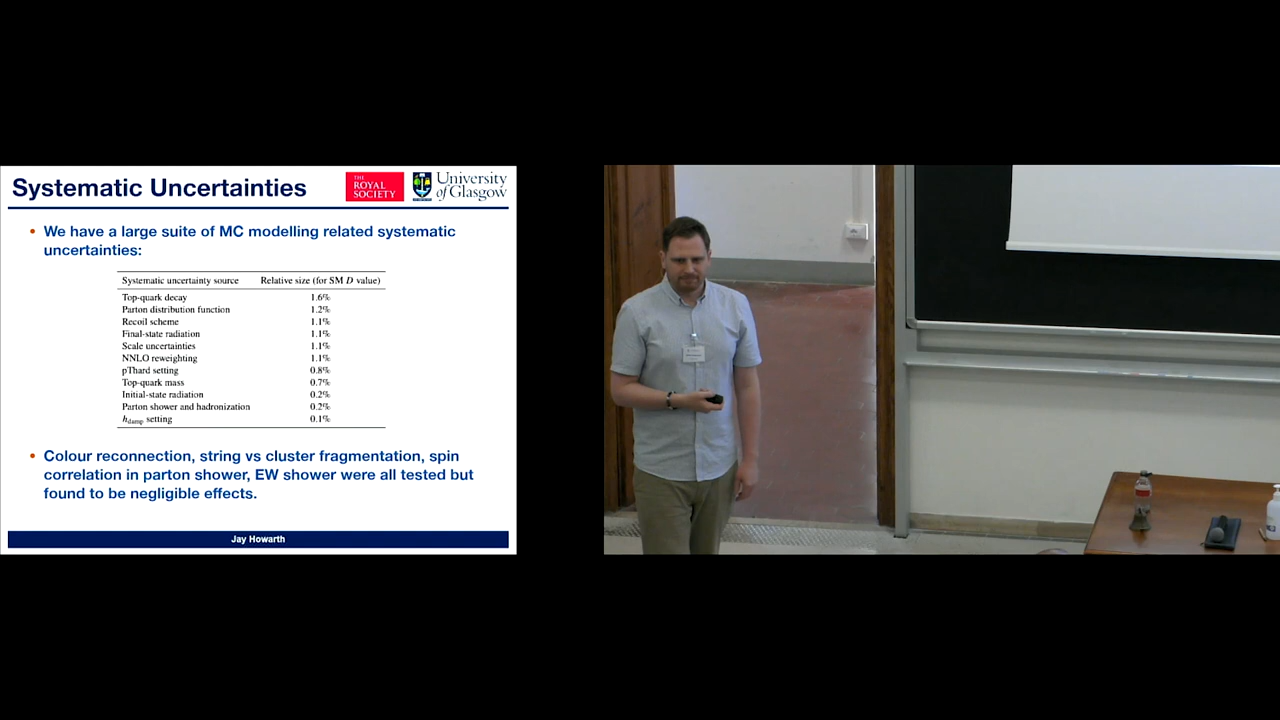 Systematic Uncertainties
THE
ROYAL
SOCIETY
University
of Glasgow
• We have a large suite of MC modelling related systematic
uncertainties:
Systematic uncertainty source Relative size (for SM D value)
Top-quark decay 1.6%
Parton distribution function 1.2%
Recoil scheme 1.1%
Final-state radiation 1.1%
Scale uncertainties 1.1%
NNLO reweighting 1.1%
pThard setting 0.8%
Top-quark mass 0.7%
Initial-state radiation 0.2%
Parton shower and hadronization 0.2%
hdamp setting 0.1%
• Colour reconnection, string vs cluster fragmentation, spin
correlation in parton shower, EW shower were all tested but
found to be negligible effects.
Jay Howarth